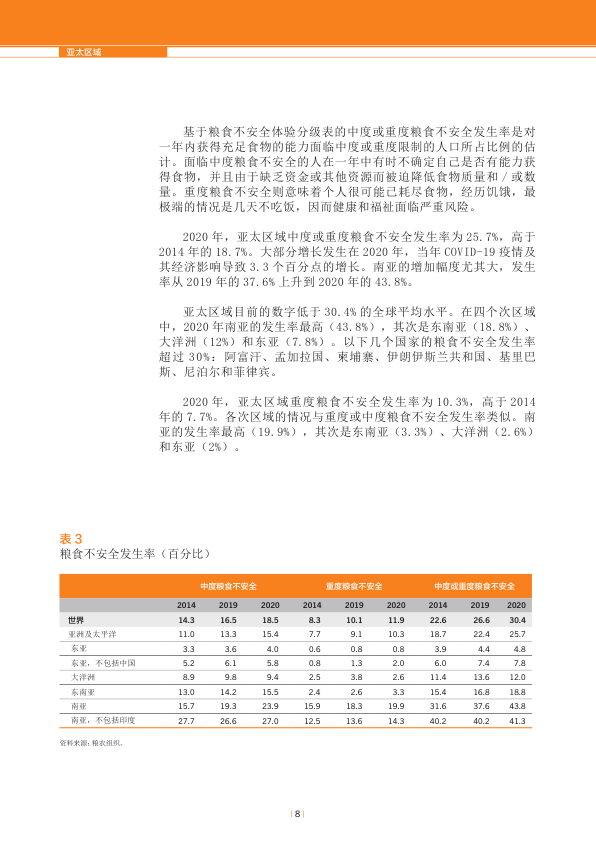 亚太区域
基于粮食不安全体验分级表的中度或重度粮食不安全发生率是对
一年内获得充足食物的能力面临中度或重度限制的人口所占比例的估
计。面临中度粮食不安全的人在一年中有时不确定自己是否有能力获
得食物，并且由于缺乏资金或其他资源而被迫降低食物质量和 / 或数
量。重度粮食不安全则意味着个人很可能已耗尽食物，经历饥饿，最
极端的情况是几天不吃饭，因而健康和福祉面临严重风险。
2020 年，亚太区域中度或重度粮食不安全发生率为 25.7%，高于
2014 年的 18.7%。大部分增长发生在 2020 年，当年 COVID-19 疫情及
其经济影响导致 3.3 个百分点的增长。南亚的增加幅度尤其大，发生
率从 2019 年的 37.6% 上升到 2020 年的 43.8%。
亚太区域目前的数字低于 30.4% 的全球平均水平。在四个次区域
中，2020 年南亚的发生率最高（43.8%），其次是东南亚（18.8%）、
大洋洲（12%）和东亚（7.8%）。以下几个国家的粮食不安全发生率
超过 30%：阿富汗、孟加拉国、柬埔寨、伊朗伊斯兰共和国、基里巴
斯、尼泊尔和菲律宾。
2020 年，亚太区域重度粮食不安全发生率为 10.3%，高于 2014
年的 7.7%。各次区域的情况与重度或中度粮食不安全发生率类似。南
亚的发生率最高（19.9%），其次是东南亚（3.3%）、大洋洲（2.6%）
和东亚（2%）。
表 3
粮食不安全发生率（百分比）
中度粮食不安全 重度粮食不安全 中度或重度粮食不安全
2014 2019 2020 2014 2019 2020 2014 2019 2020
世界 14.3 16.5 18.5 8.3 10.1 11.9 22.6 26.6 30.4
亚洲及太平洋 11.0 13.3 15.4 7.7 9.1 10.3 18.7 22.4 25.7
东亚 3.3 3.6 4.0 0.6 0.8 0.8 3.9 4.4 4.8
东亚，不包括中国 5.2 6.1 5.8 0.8 1.3 2.0 6.0 7.4 7.8
大洋洲 8.9 9.8 9.4 2.5 3.8 2.6 11.4 13.6 12.0
东南亚 13.0 14.2 15.5 2.4 2.6 3.3 15.4 16.8 18.8
南亚 15.7 19.3 23.9 15.9 18.3 19.9 31.6 37.6 43.8
南亚，不包括印度 27.7 26.6 27.0 12.5 13.6 14.3 40.2 40.2 41.3
资料来源：粮农组织。
| 8 |